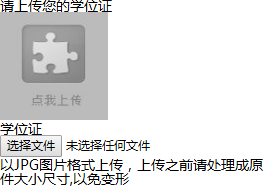 请上传您的学位证
点我上传
学位证
选择文件 未选择任何文件
以JPG图片格式上传，上传之前请处理成原
件大小尺寸,以免变形